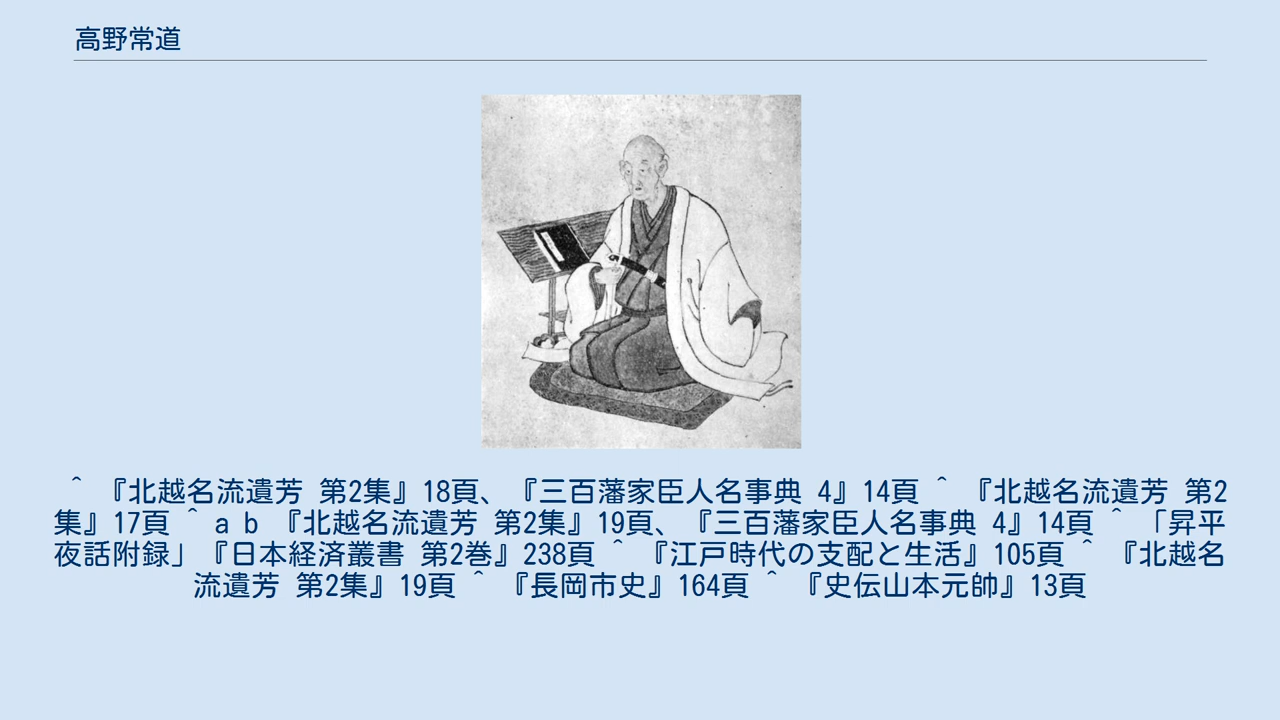 高野常道
^ 『北越名流遺芳 第2集』18頁、『三百藩家臣人名事典 4』14頁 ^ 『北越名流遺芳 第2
集』17頁 ^ a b 『北越名流遺芳 第2集』19頁、『三百藩家臣人名事典 4』14頁 ^ 「昇平
夜話附録」『日本経済叢書 第2巻』238頁 ^ 『江戸時代の支配と生活』105頁 ^ 『北越名
流遺芳 第2集』19頁 ^ 『長岡市史』164頁 ^ 『史伝山本元帥』13頁